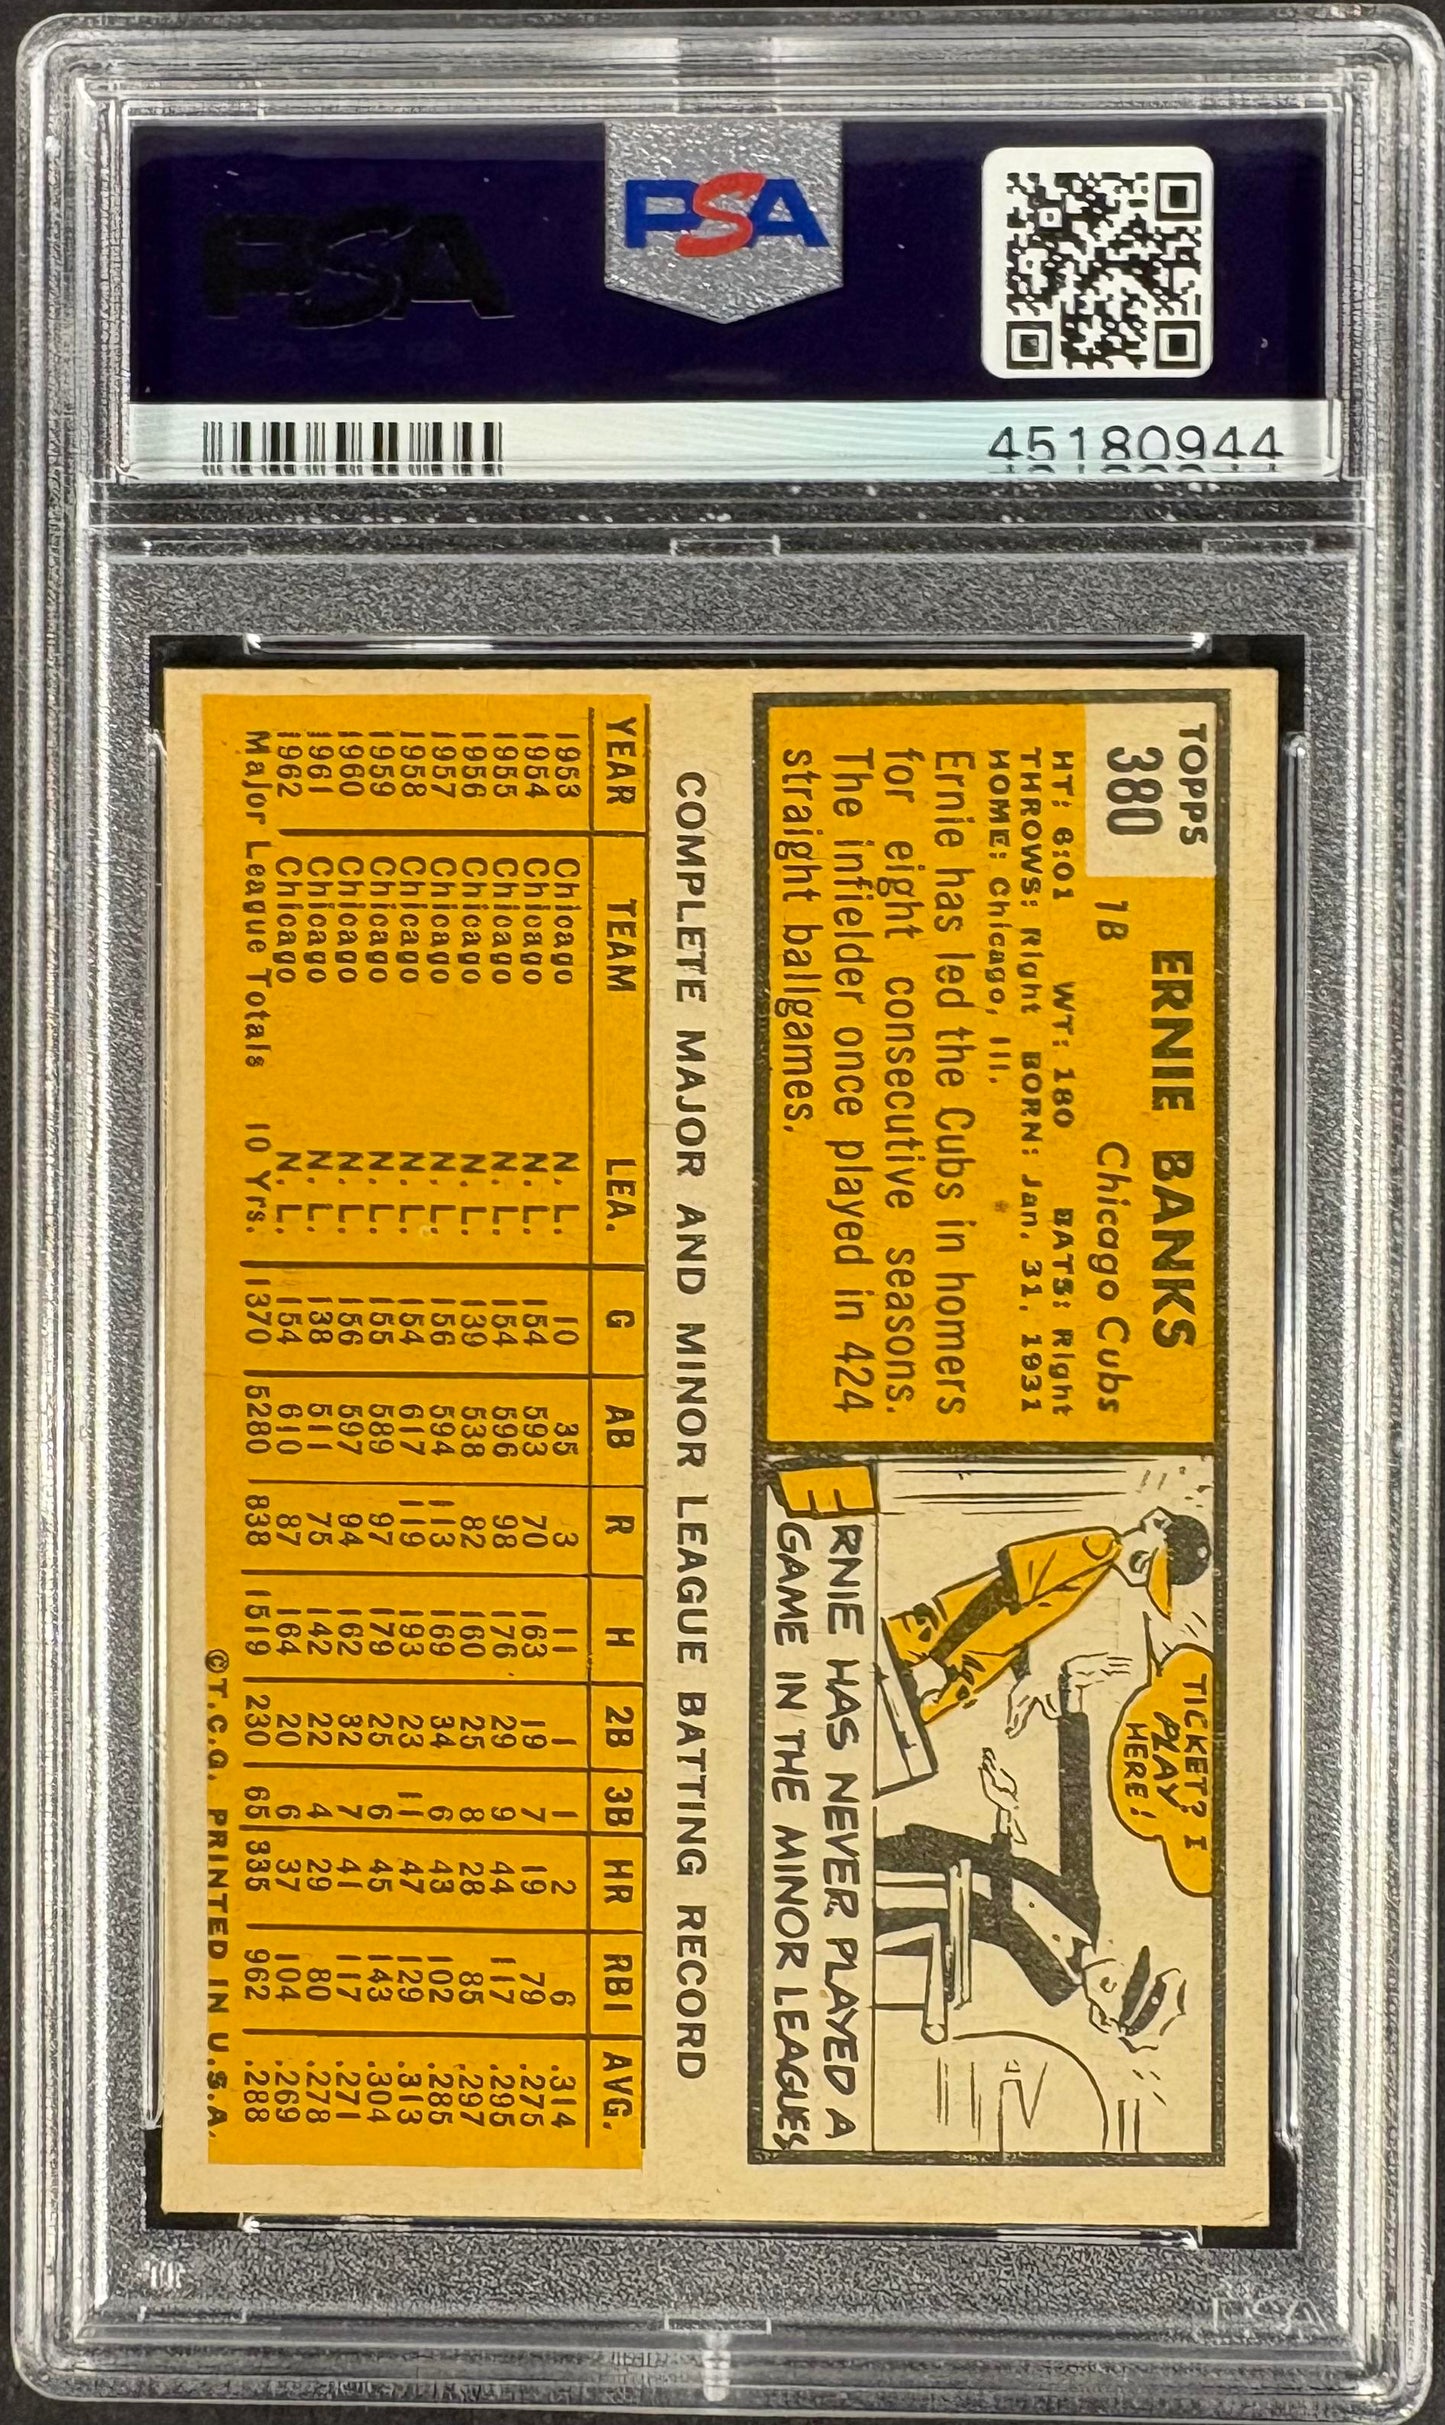 PSA
PSA
45180944
TOPPS
380
ERNIE BANKS
1B Chicago Cubs
HT: 6:01 WT: 180 BATS: Right
THROWS: Right BORN: Jan. 31, 1931
HOME: Chicago, Ill.
Ernie has led the Cubs in homers
for eight consecutive seasons.
The infielder once played in 424
straight ballgames.
TICKET? I
PLAY
HERE!
ERNIE HAS NEVER PLAYED A
GAME IN THE MINOR LEAGUES
COMPLETE MAJOR AND MINOR LEAGUE BATTING RECORD
YEAR TEAM LEA. G AB R H 2B 3B HR RBI AVG.
1953 Chicago N. L. 10 35 3 11 1 1 2 6 .314
1954 Chicago N. L. 154 593 70 163 19 7 19 79 .275
1955 Chicago N. L. 154 596 98 176 29 9 44 117 .295
1956 Chicago N. L. 139 538 82 160 25 8 28 85 .297
1957 Chicago N. L. 156 594 113 169 34 6 43 102 .285
1958 Chicago N. L. 154 617 119 193 23 11 47 129 .313
1959 Chicago N. L. 155 589 97 179 25 6 45 143 .304
1960 Chicago N. L. 156 597 94 162 32 7 41 117 .271
1961 Chicago N. L. 138 511 75 142 22 4 29 80 .278
1962 Chicago N. L. 154 610 87 164 20 6 37 104 .269
Major League Totals 10 Yrs. 1370 5280 838 1519 230 65 335 962 .288
©T.C.G. PRINTED IN U.S.A.
PSA